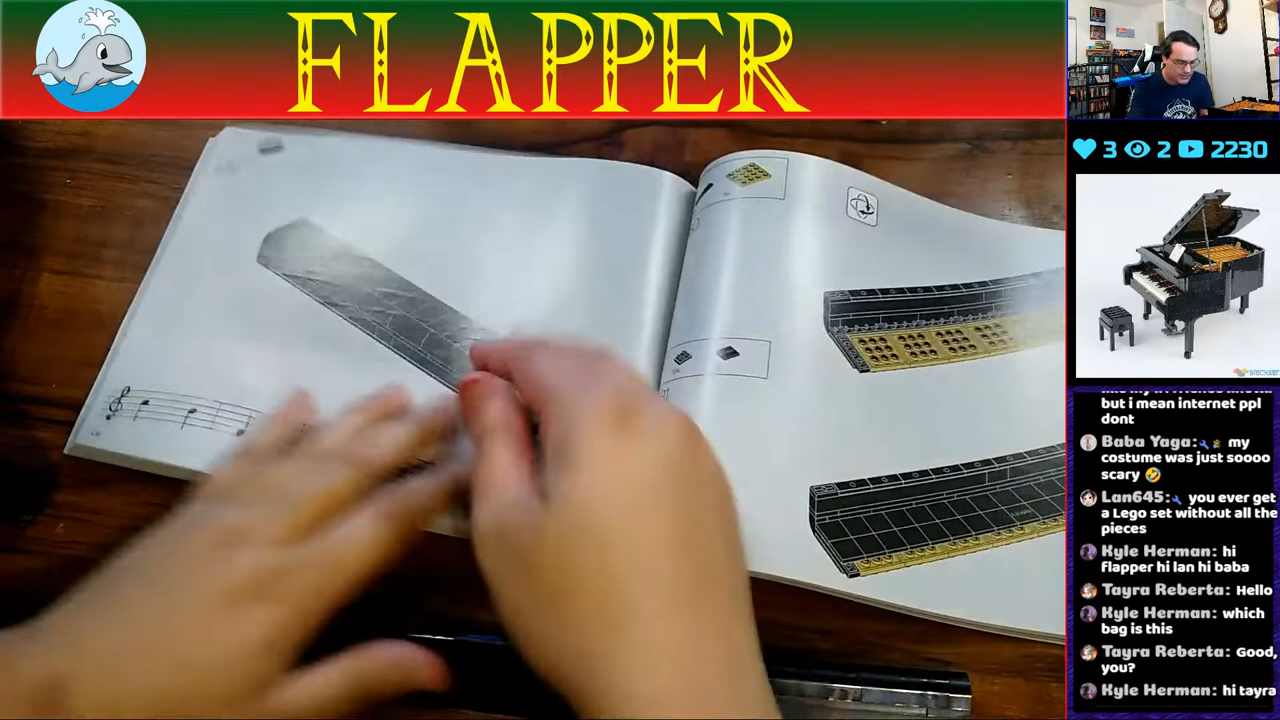 FLAPPER
3 2 2230
BRICKSET
but i mean internet ppl
dont
Baba Yaga: my
costume was just soooo
scary 🤣
Lan645: you ever get
a Lego set without all the
pieces
Kyle Herman: hi
flapper hi lan hi baba
Tayra Reberta: Hello
Kyle Herman: which
bag is this
Tayra Reberta: Good,
you?
Kyle Herman: hi tayra